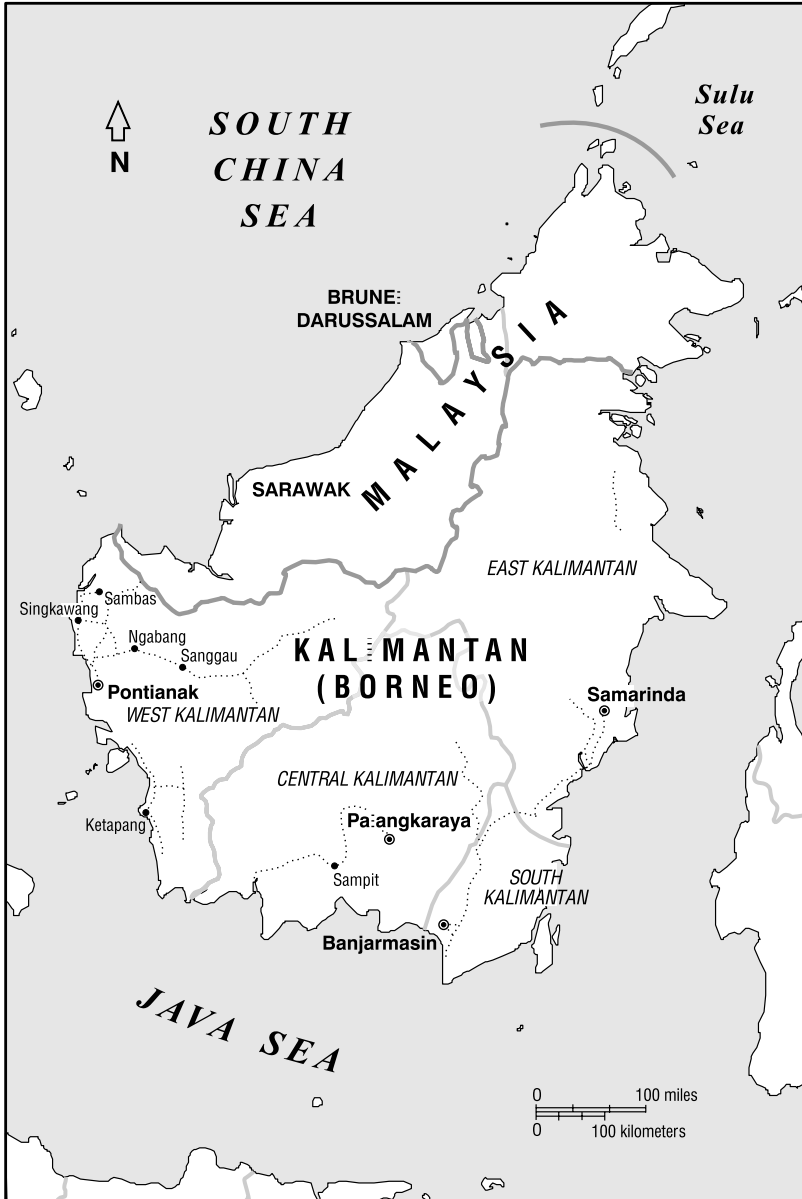 SOUTH
CHINA
SEA
Sulu
Sea
N
BRUNEI
DARUSSALAM
MALAYSIA
SARAWAK
EAST KALIMANTAN
Sambas
Singkawang
Ngabang
Sanggau
KALIMANTAN
(BORNEO)
Pontianak
WEST KALIMANTAN
Samarinda
CENTRAL KALIMANTAN
Palangkaraya
Ketapang
Sampit
SOUTH
KALIMANTAN
Banjarmasin
JAVA SEA
0 100 miles
0 100 kilometers